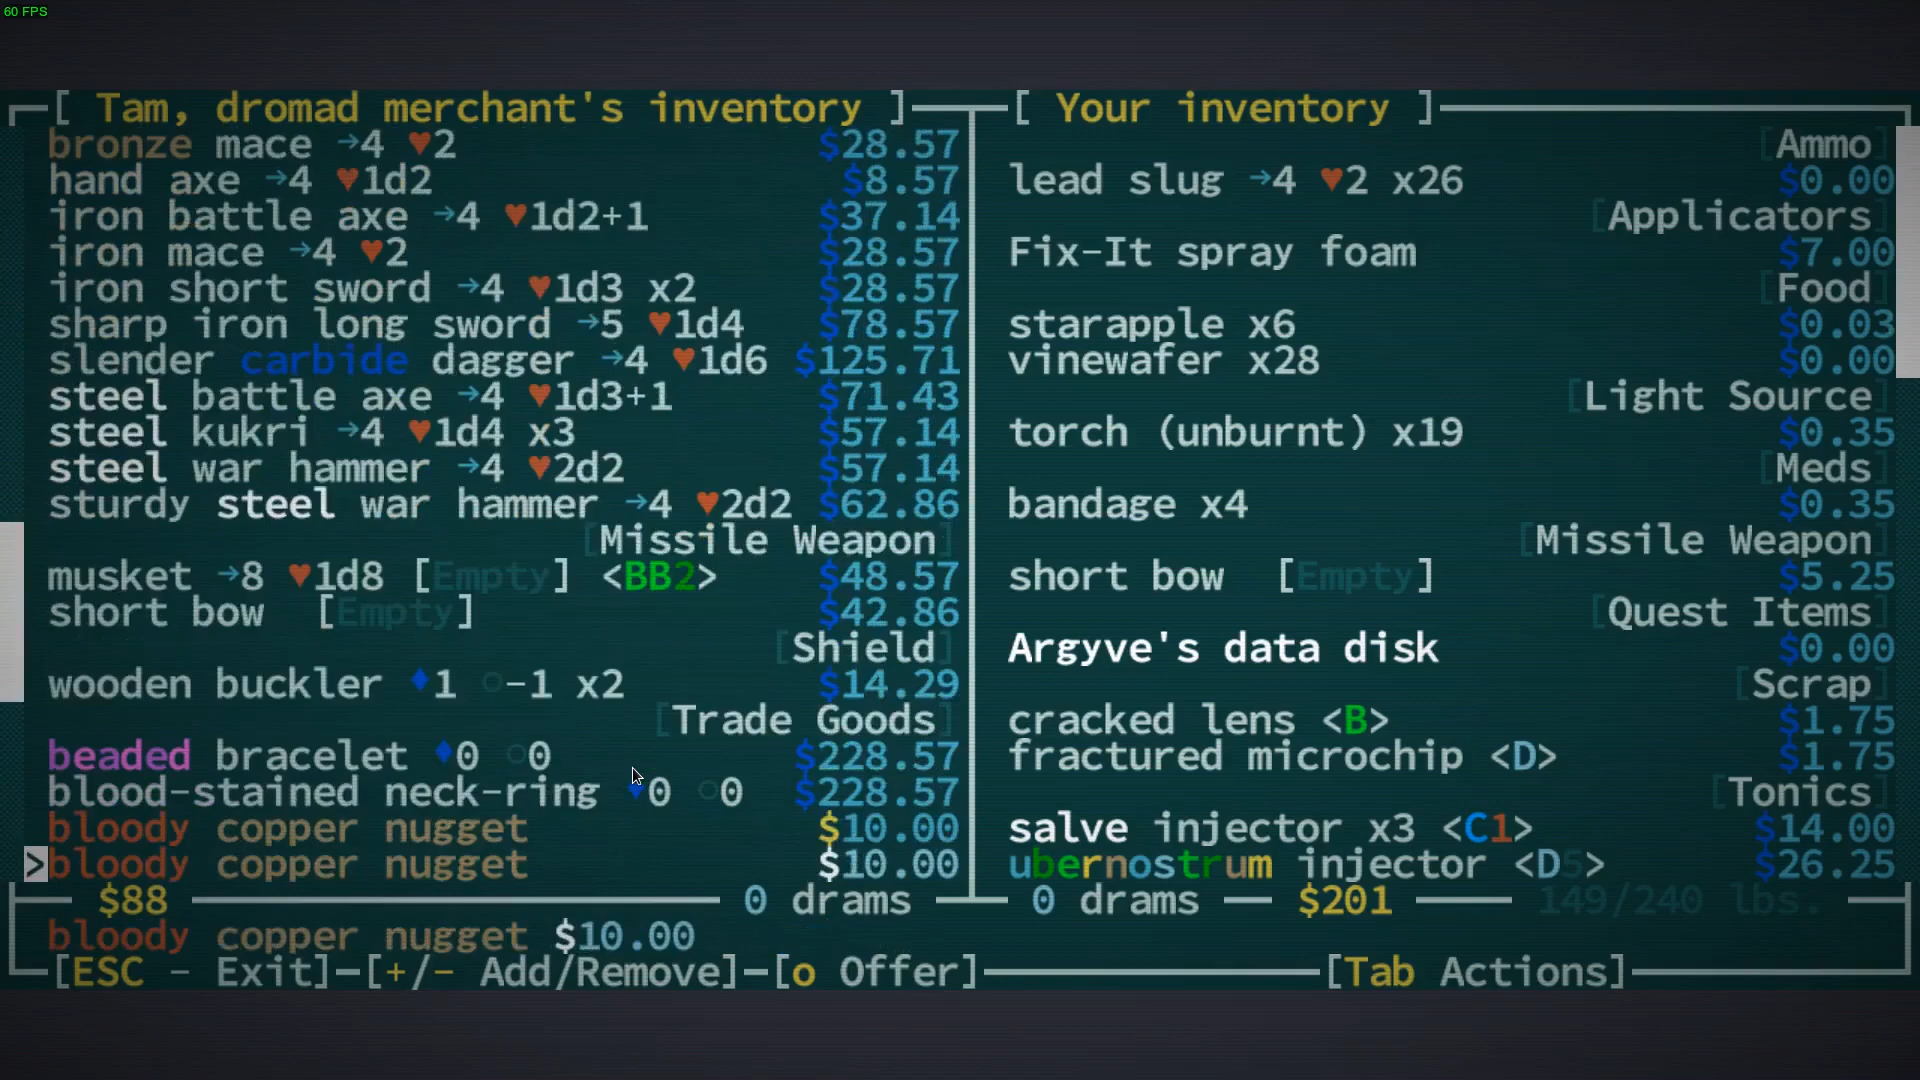 60 FPS
[ Tam, dromad merchant's inventory ]
bronze mace →4 ♥2 $28.57
hand axe →4 ♥1d2 $8.57
iron battle axe →4 ♥1d2+1 $37.14
iron mace →4 ♥2 $28.57
iron short sword →4 ♥1d3 x2 $28.57
sharp iron long sword →5 ♥1d4 $78.57
slender carbide dagger →4 ♥1d6 $125.71
steel battle axe →4 ♥1d3+1 $71.43
steel kukri →4 ♥1d4 x3 $57.14
steel war hammer →4 ♥2d2 $57.14
sturdy steel war hammer →4 ♥2d2 $62.86
[Missile Weapon]
musket →8 ♥1d8 [Empty] <BB2> $48.57
short bow [Empty] $42.86
[Shield]
wooden buckler ♦1 ○-1 x2 $14.29
[Trade Goods]
beaded bracelet ♦0 ○0 $228.57
blood-stained neck-ring ♦0 ○0 $228.57
bloody copper nugget $10.00
>bloody copper nugget $10.00
$88 0 drams
[ Your inventory ]
[Ammo]
lead slug →4 ♥2 x26 $0.00
[Applicators]
Fix-It spray foam $7.00
[Food]
starapple x6 $0.03
vinewafer x28 $0.00
[Light Source]
torch (unburnt) x19 $0.35
[Meds]
bandage x4 $0.35
[Missile Weapon]
short bow [Empty] $5.25
[Quest Items]
Argyve's data disk $0.00
[Scrap]
cracked lens <B> $1.75
fractured microchip <D> $1.75
[Tonics]
salve injector x3 <C1> $14.00
ubernostrum injector <D5> $26.25
0 drams $201 149/240 lbs.
bloody copper nugget $10.00
[ESC - Exit] [+/- Add/Remove] [o Offer] [Tab Actions]